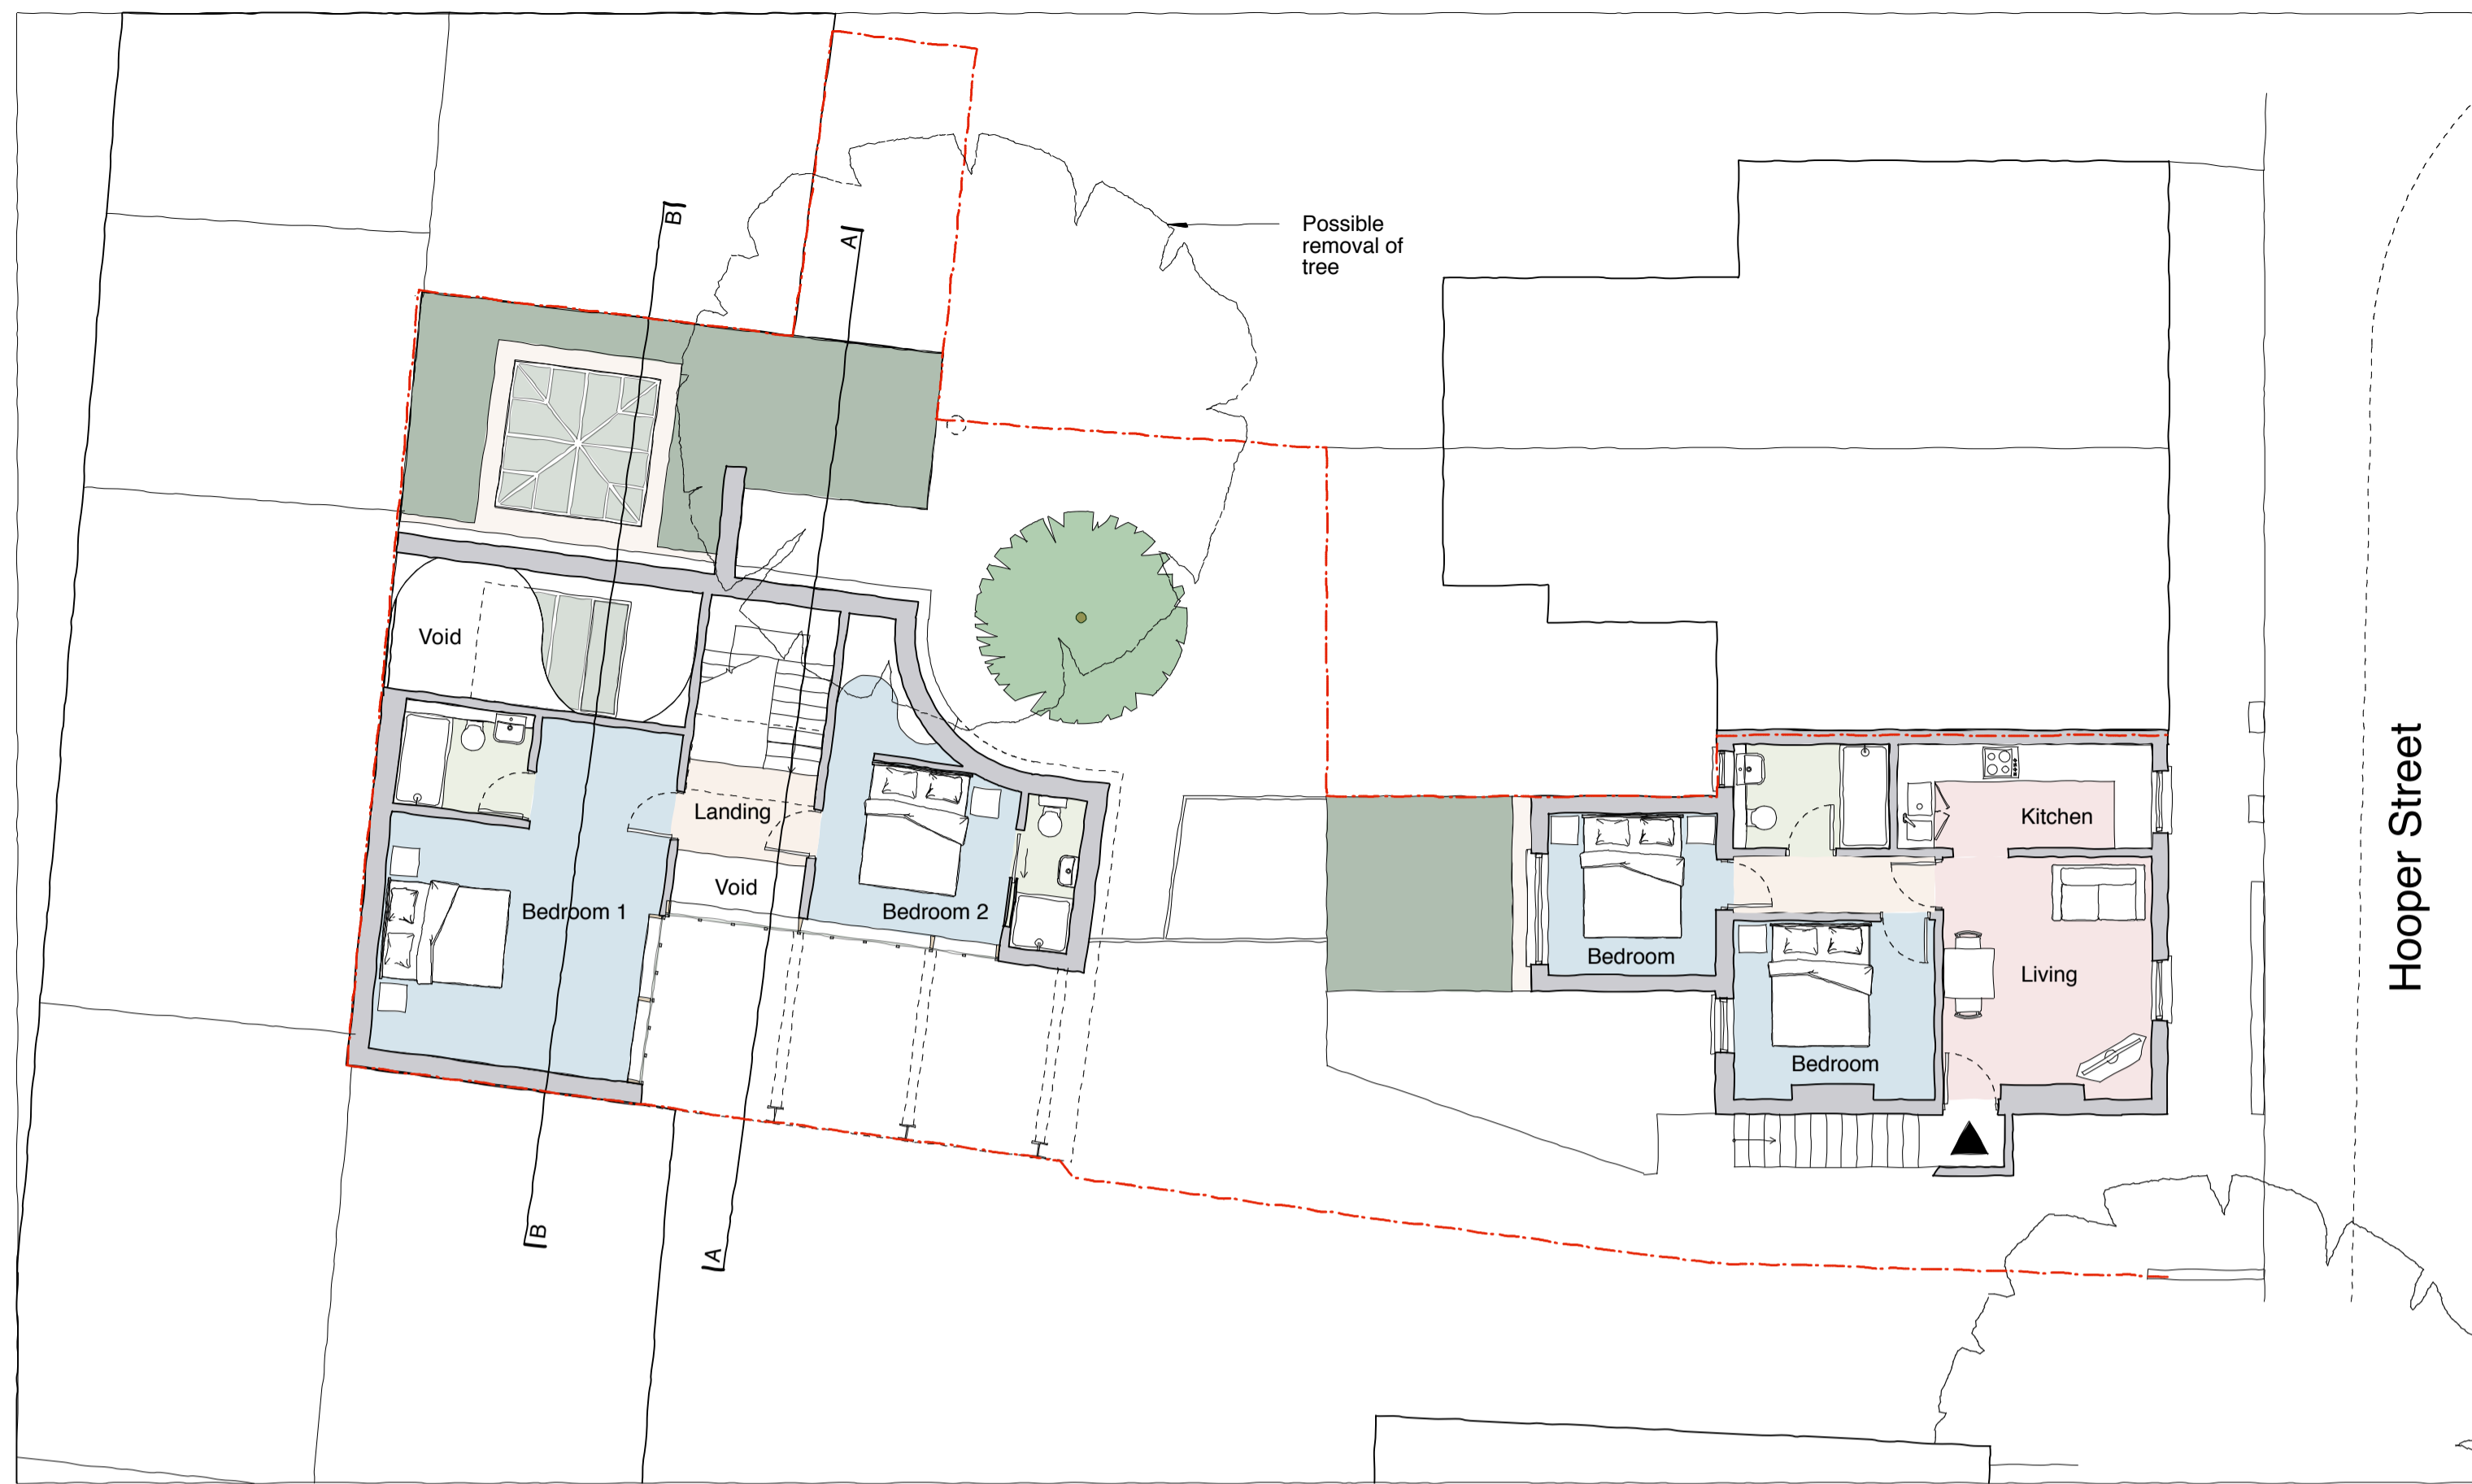 B
A
Possible
removal of
tree
Void
Landing
Kitchen
Void
Bedroom 1
Bedroom 2
Bedroom
Living
Bedroom
Hooper Street
B
A